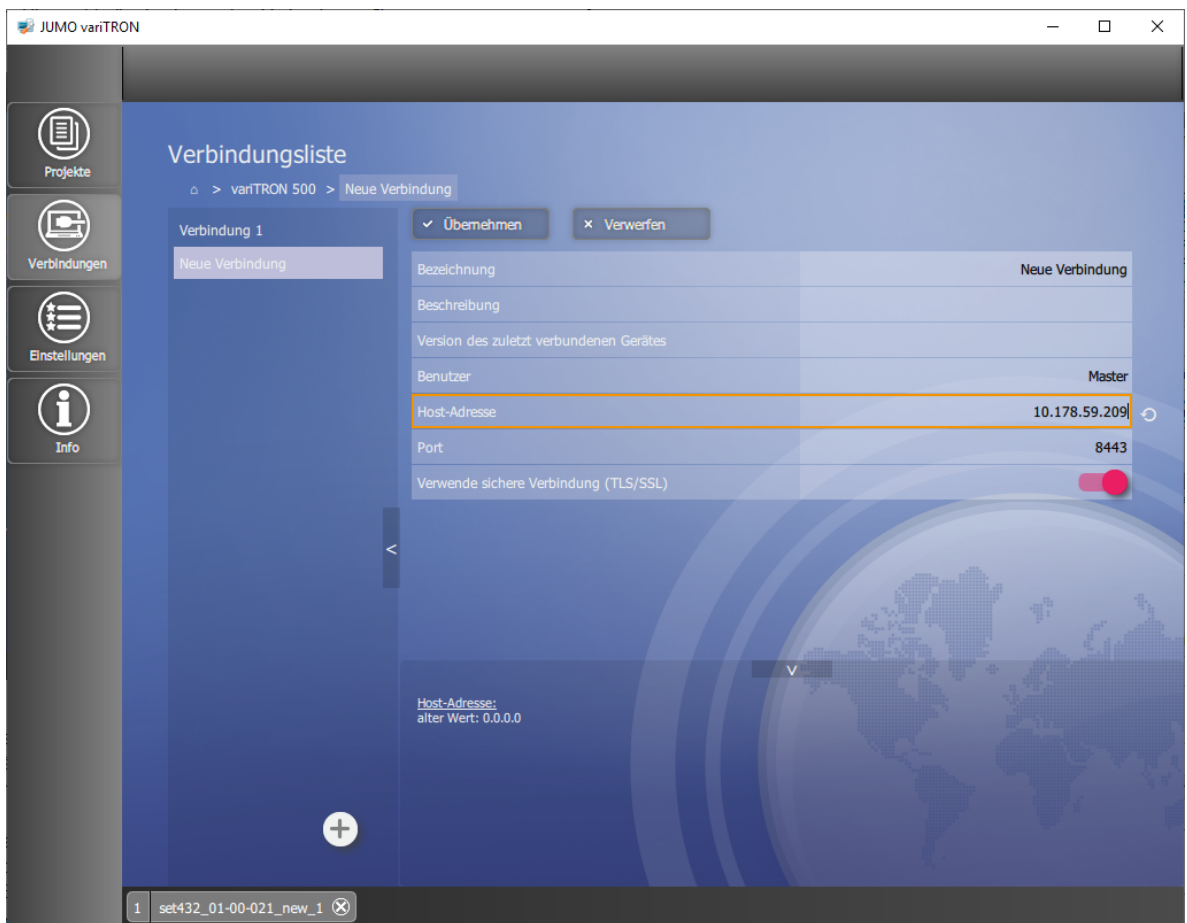 JUMO variTRON
Projekte
Verbindungen
Einstellungen
Info
Verbindungsliste
> variTRON 500 > Neue Verbindung
Verbindung 1
Neue Verbindung
Übernehmen
Verwerfen
Bezeichnung Neue Verbindung
Beschreibung
Version des zuletzt verbundenen Gerätes
Benutzer Master
Host-Adresse 10.178.59.209
Port 8443
Verwende sichere Verbindung (TLS/SSL)
Host-Adresse:
alter Wert: 0.0.0.0
1 set432_01-00-021_new_1